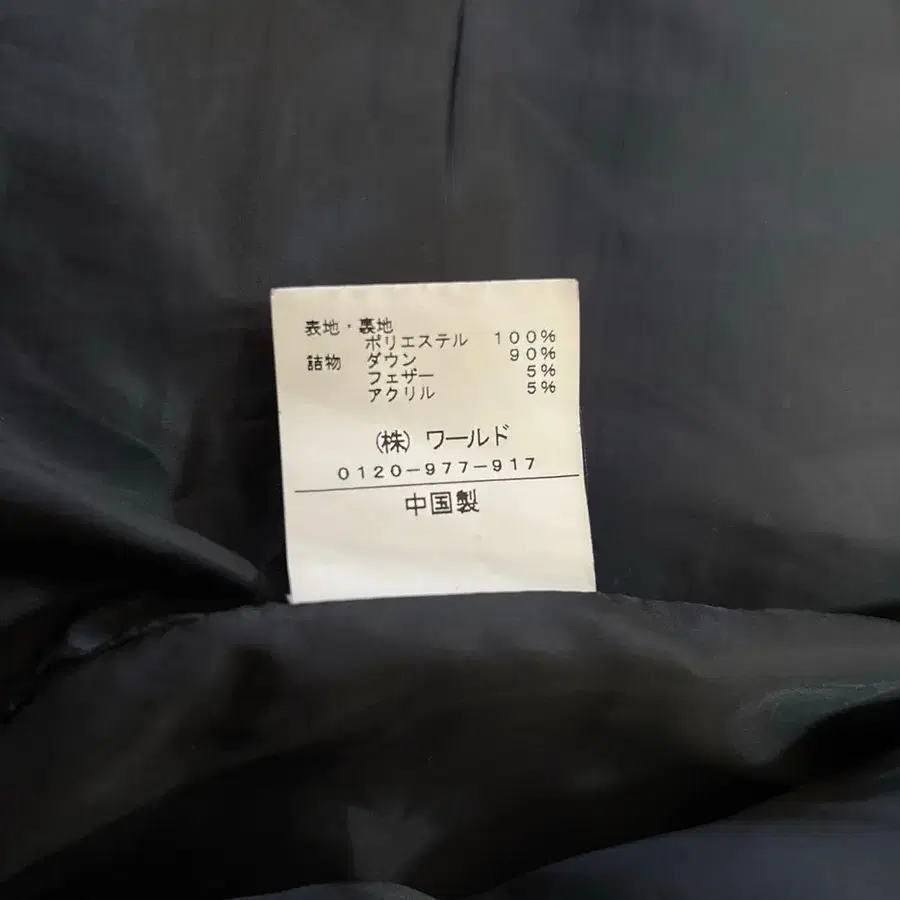 表地・裏地
ポリエステル 100%
詰物 ダウン 90%
フェザー 5%
アクリル 5%
(株) ワールド
0120-977-917
中国製